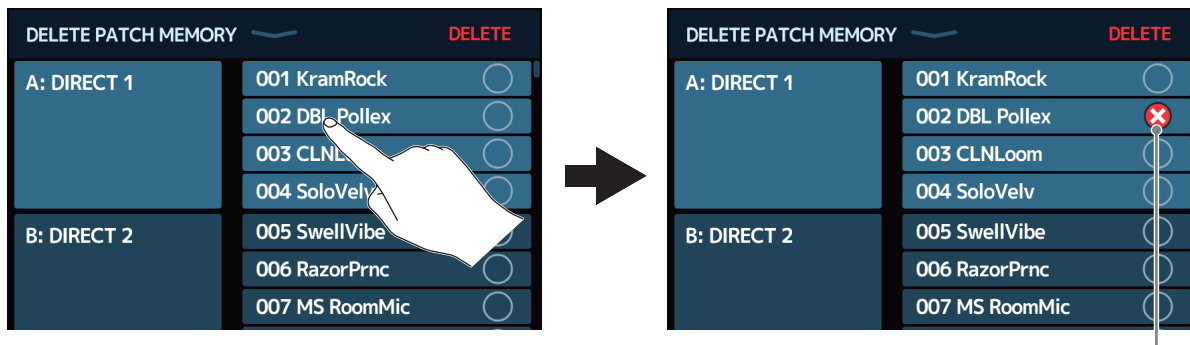 DELETE PATCH MEMORY DELETE
A: DIRECT 1
001 KramRock
002 DBL Pollex
003 CLNL
004 SoloVelv
B: DIRECT 2
005 SwellVibe
006 RazorPrnc
007 MS RoomMic
DELETE PATCH MEMORY DELETE
A: DIRECT 1
001 KramRock
002 DBL Pollex
003 CLNLoom
004 SoloVelv
B: DIRECT 2
005 SwellVibe
006 RazorPrnc
007 MS RoomMic